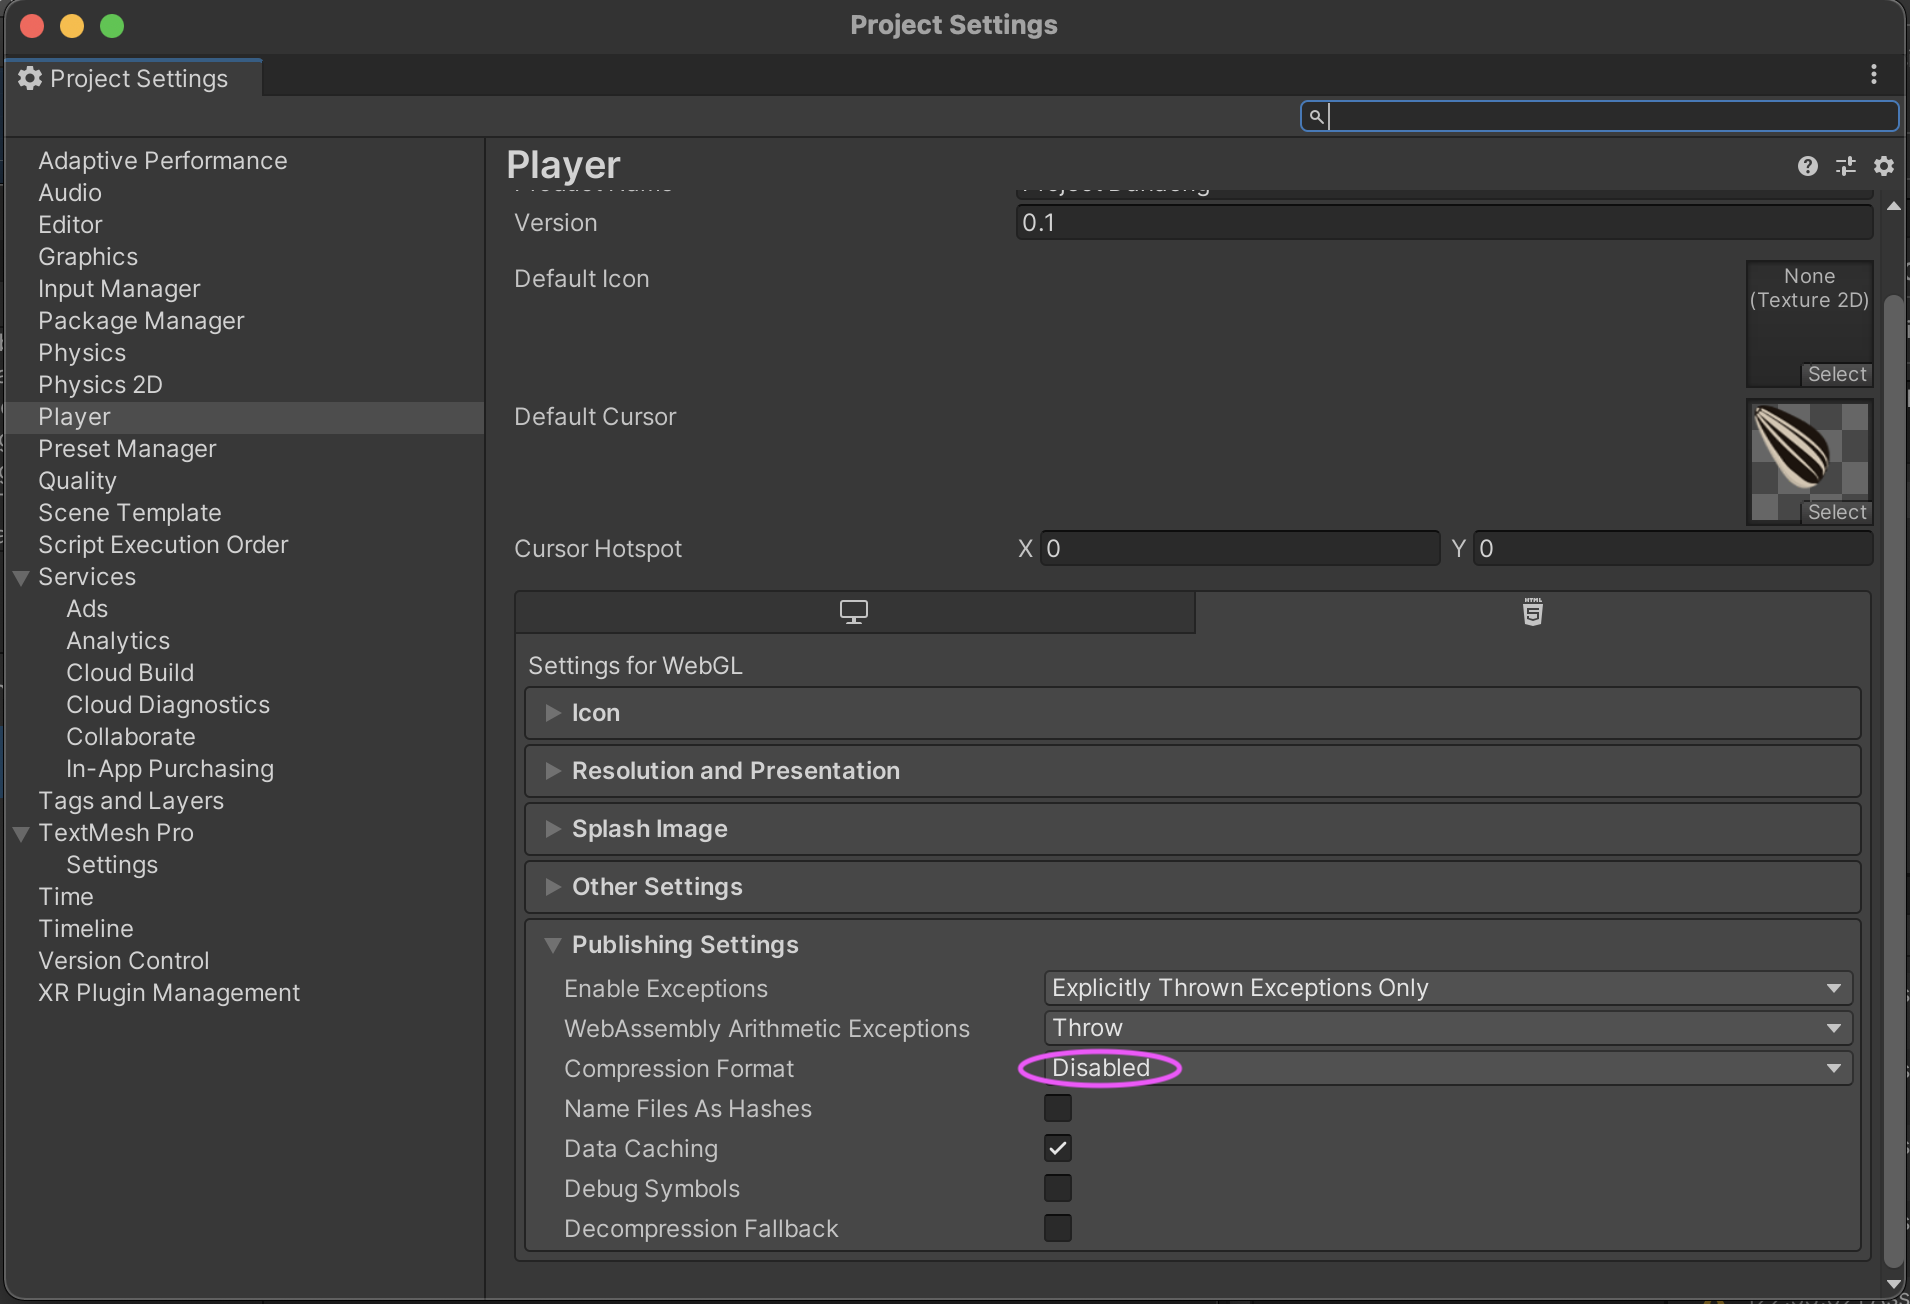 Project Settings
Project Settings
Player
Adaptive Performance
Audio
Editor
Graphics
Input Manager
Package Manager
Physics
Physics 2D
Player
Preset Manager
Quality
Scene Template
Script Execution Order
Services
Ads
Analytics
Cloud Build
Cloud Diagnostics
Collaborate
In-App Purchasing
Tags and Layers
TextMesh Pro
Settings
Time
Timeline
Version Control
XR Plugin Management
Version 0.1
Default Icon
None
(Texture 2D)
Select
Default Cursor
Select
Cursor Hotspot X 0 Y 0
HTML
5
Settings for WebGL
Icon
Resolution and Presentation
Splash Image
Other Settings
Publishing Settings
Enable Exceptions Explicitly Thrown Exceptions Only
WebAssembly Arithmetic Exceptions Throw
Compression Format Disabled
Name Files As Hashes
Data Caching
Debug Symbols
Decompression Fallback